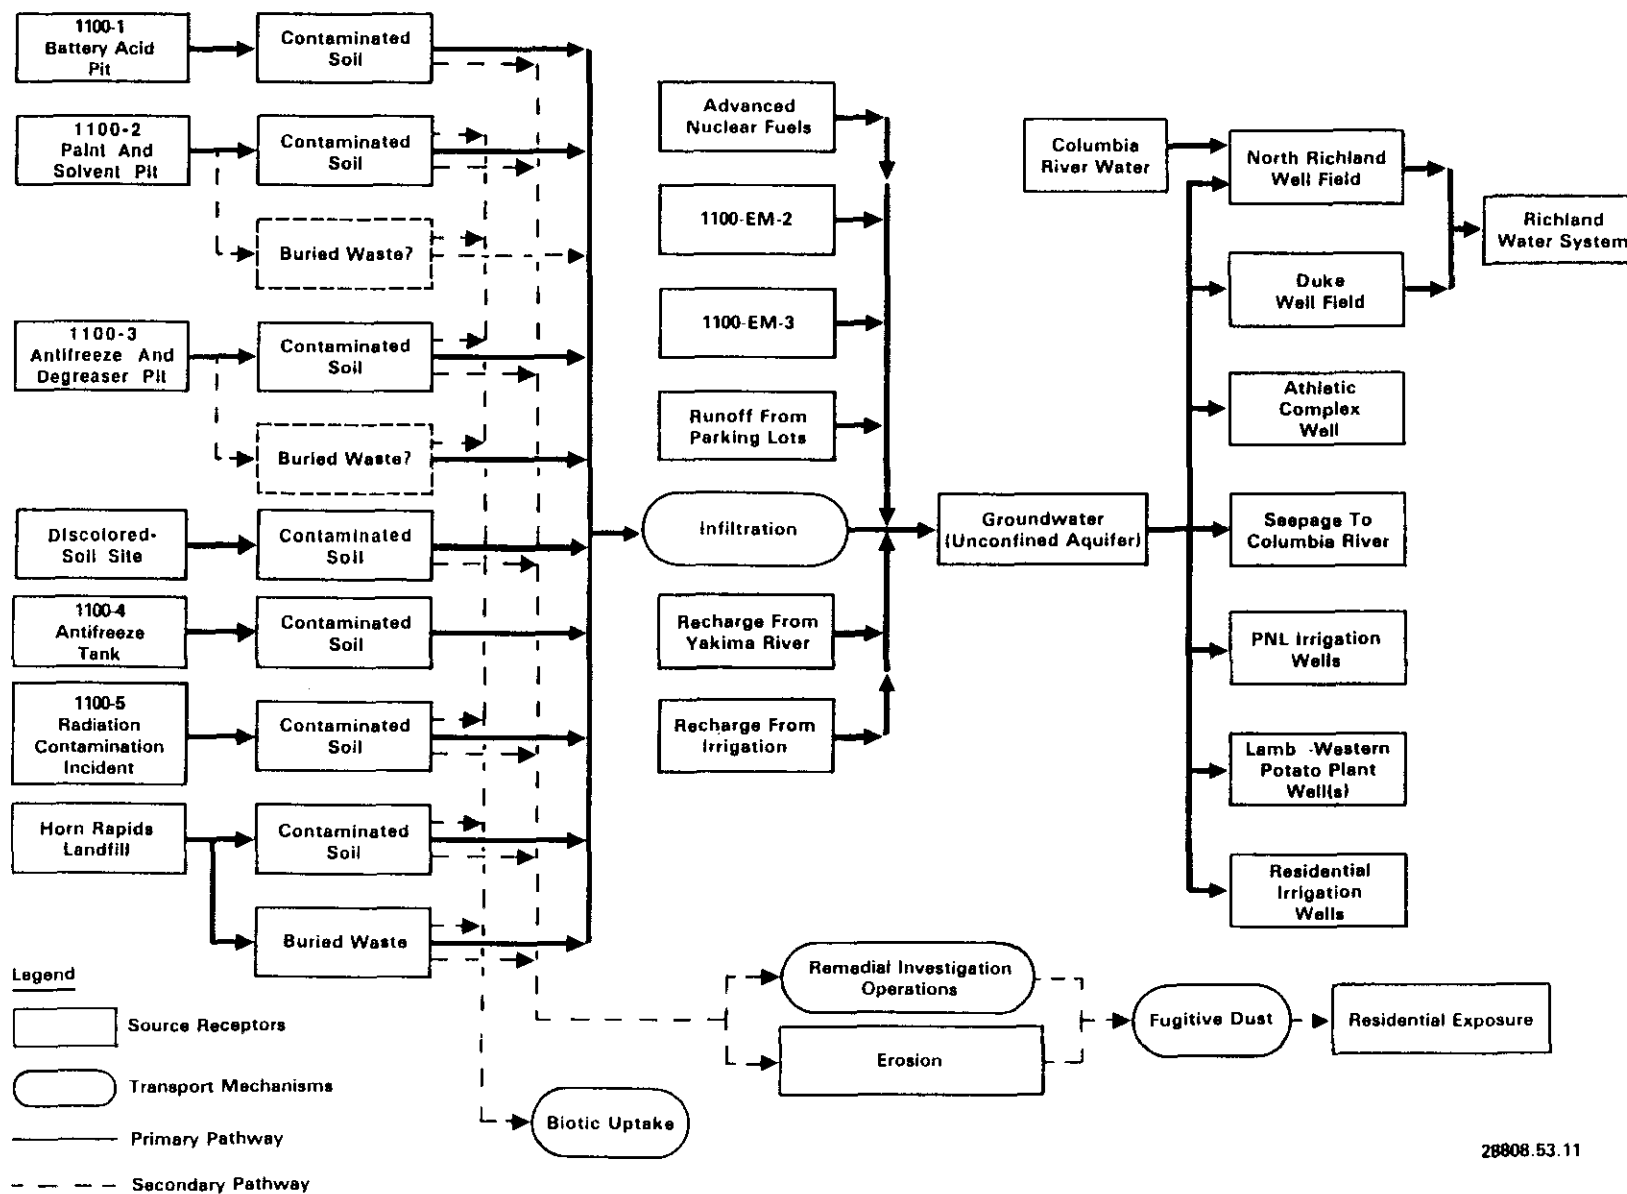 1100-1
Battery Acid
Pit
Contaminated
Soil
1100-2
Paint And
Solvent Pit
Contaminated
Soil
Buried Waste?
1100-3
Antifreeze And
Degreaser Pit
Contaminated
Soil
Buried Waste?
Discolored-
Soil Site
Contaminated
Soil
1100-4
Antifreeze
Tank
Contaminated
Soil
1100-5
Radiation
Contamination
Incident
Contaminated
Soil
Horn Rapids
Landfill
Contaminated
Soil
Buried Waste
Advanced
Nuclear Fuels
1100-EM-2
1100-EM-3
Runoff From
Parking Lots
Infiltration
Recharge From
Yakima River
Recharge From
Irrigation
Groundwater
(Unconfined Aquifer)
Columbia
River Water
North Richland
Well Field
Duke
Well Field
Richland
Water System
Athletic
Complex
Well
Seepage To
Columbia River
PNL Irrigation
Wells
Lamb-Western
Potato Plant
Well(s)
Residential
Irrigation
Wells
Remedial Investigation
Operations
Erosion
Fugitive Dust
Residential Exposure
Biotic Uptake
Legend
Source Receptors
Transport Mechanisms
Primary Pathway
Secondary Pathway
28808.53.11